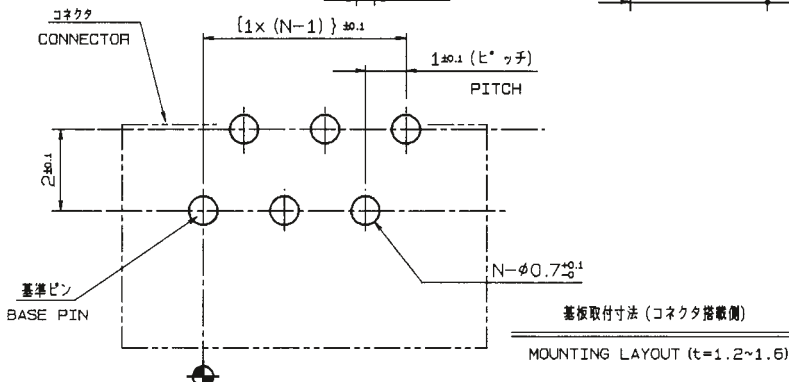 コネクタ
CONNECTOR
{1×(N-1)}±0.1
1±0.1(ピッチ)
PITCH
2±0.1
基準ピン
BASE PIN
N-φ0.7+0.1-0
基板取付寸法(コネクタ搭載側)
MOUNTING LAYOUT (t=1.2~1.6)